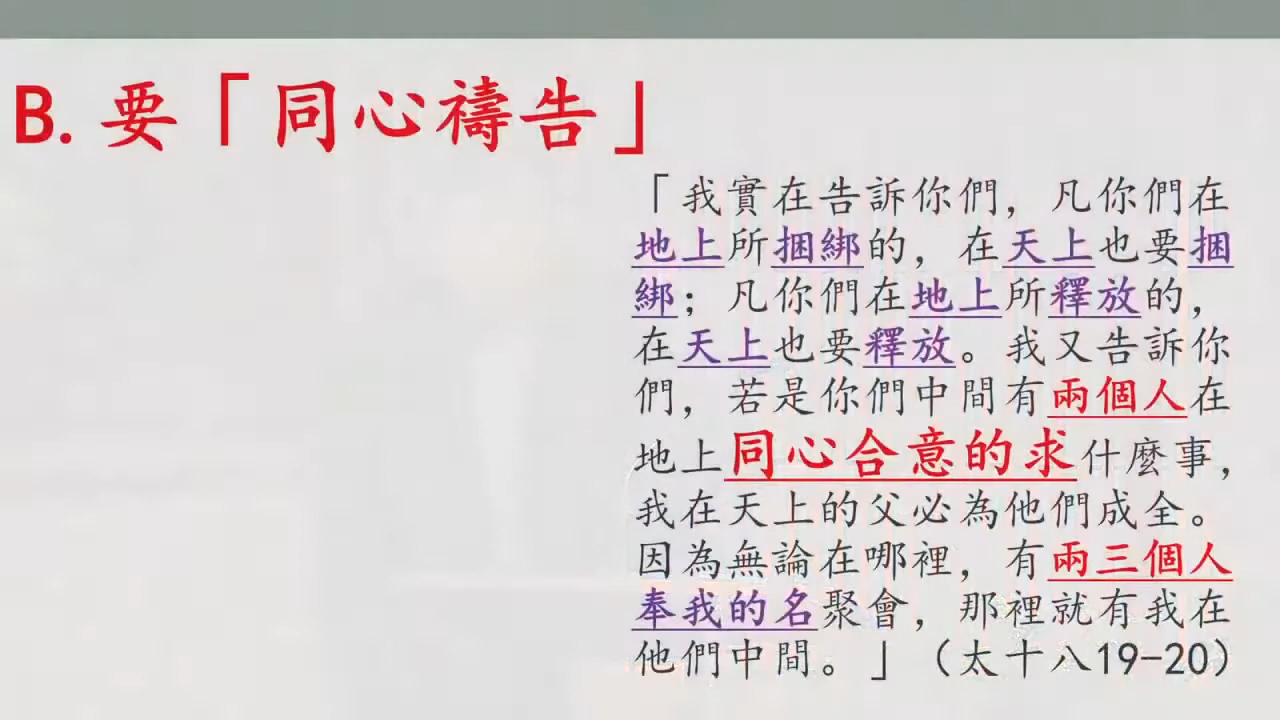 B. 要「同心禱告」
「我實在告訴你們，凡你們在
地上所捆綁的，在天上也要捆
綁；凡你們在地上所釋放的，
在天上也要釋放。我又告訴你
們，若是你們中間有兩個人在
地上同心合意的求什麼事，
我在天上的父必為他們成全。
因為無論在哪裡，有兩三個人
奉我的名聚會，那裡就有我在
他們中間。」（太十八19-20）